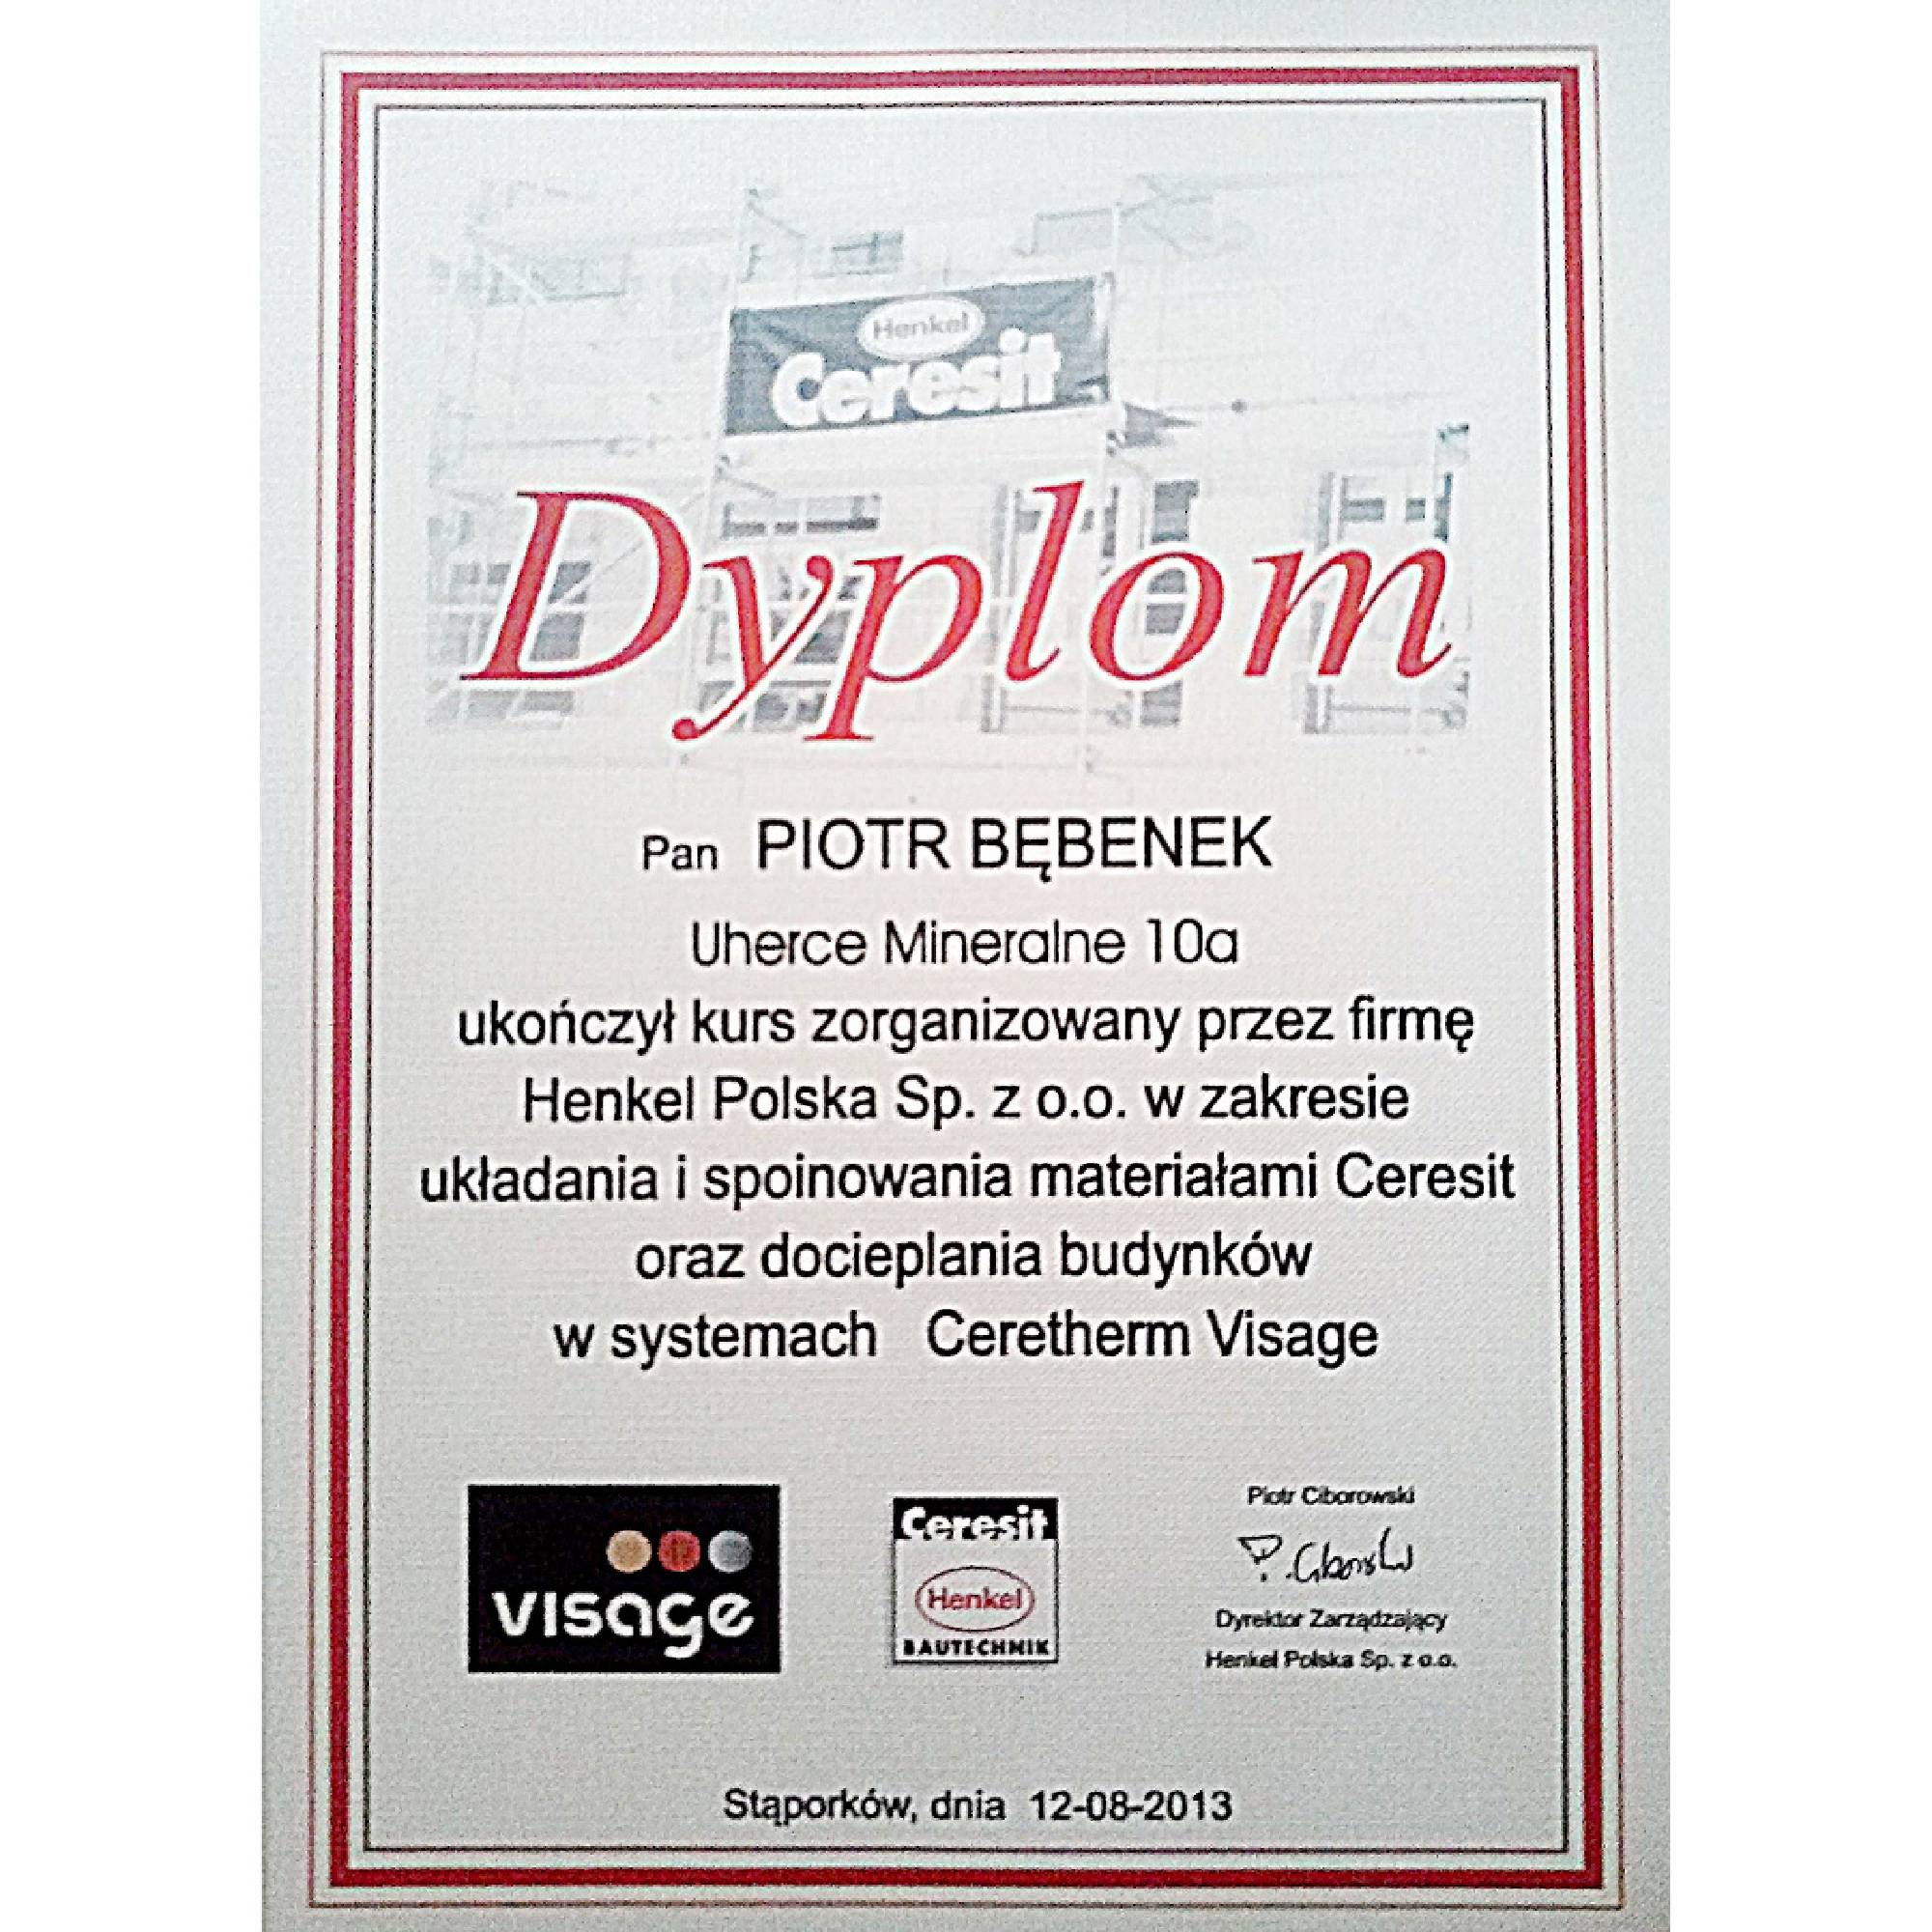 Henkel
Ceresit
Dyplom
Pan PIOTR BĘBENEK
Uherce Mineralne 10a
ukończył kurs zorganizowany przez firmę
Henkel Polska Sp. z o.o. w zakresie
układania i spoinowania materiałami Ceresit
oraz docieplania budynków
w systemach Ceretherm Visage
visage
Ceresit
Henkel
BAUTECHNIK
Piotr Ciborowski
P. Ciborowski
Dyrektor Zarządzający
Henkel Polska Sp. z o.o.
Stąporków, dnia 12-08-2013